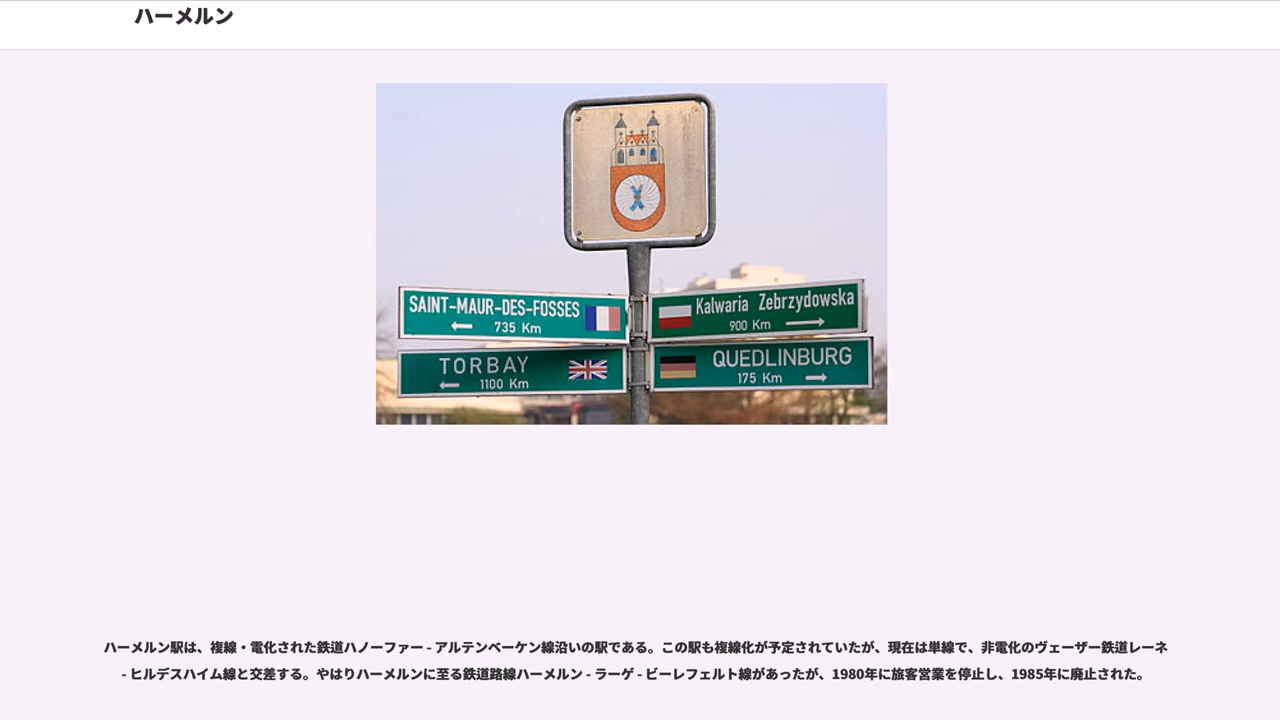 ハーメルン
SAINT-MAUR-DES-FOSSES
735 Km
Kalwaria Zebrzydowska
900 Km
TORBAY
1100 Km
QUEDLINBURG
175 Km
ハーメルン駅は、複線・電化された鉄道ハノーファー - アルテンベーケン線沿いの駅である。この駅も複線化が予定されていたが、現在は単線で、非電化のヴェーザー鉄道レーネ
- ヒルデスハイム線と交差する。やはりハーメルンに至る鉄道路線ハーメルン - ラーゲ - ビーレフェルト線があったが、1980年に旅客営業を停止し、1985年に廃止された。